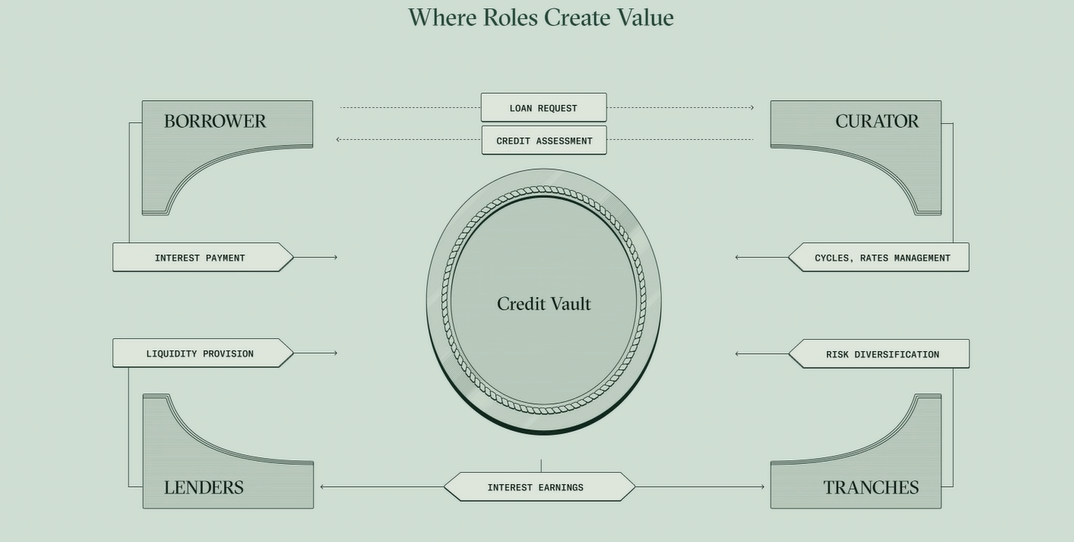 Where Roles Create Value
LOAN REQUEST
BORROWER
CURATOR
CREDIT ASSESSMENT
INTEREST PAYMENT
CYCLES, RATES MANAGEMENT
Credit Vault
LIQUIDITY PROVISION
RISK DIVERSIFICATION
LENDERS
INTEREST EARNINGS
TRANCHES